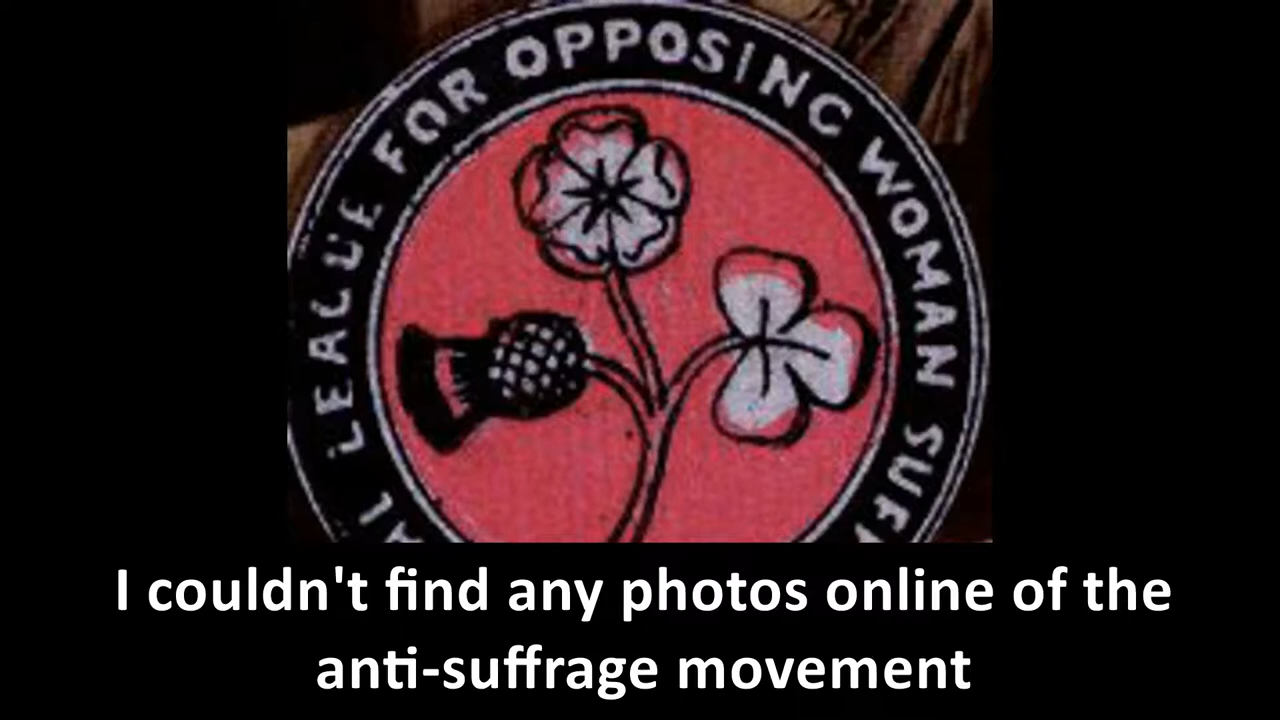 LEAGUE FOR OPPOSING WOMAN
I couldn't find any photos online of the
anti-suffrage movement